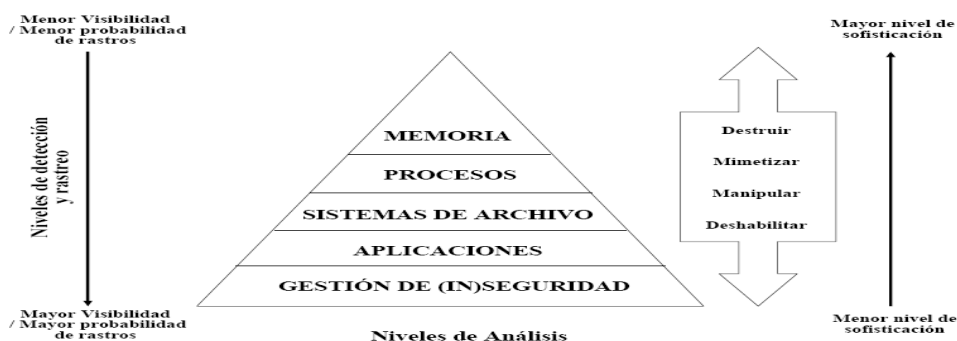 Menor Visibilidad
/ Menor probabilidad
de rastros
Niveles de detección
y rastreo
Mayor Visibilidad
/ Mayor probabilidad
de rastros
MEMORIA
PROCESOS
SISTEMAS DE ARCHIVO
APLICACIONES
GESTIÓN DE (IN)SEGURIDAD
Niveles de Análisis
Destruir
Mimetizar
Manipular
Deshabilitar
Mayor nivel de
sofisticación
Menor nivel de
sofisticación